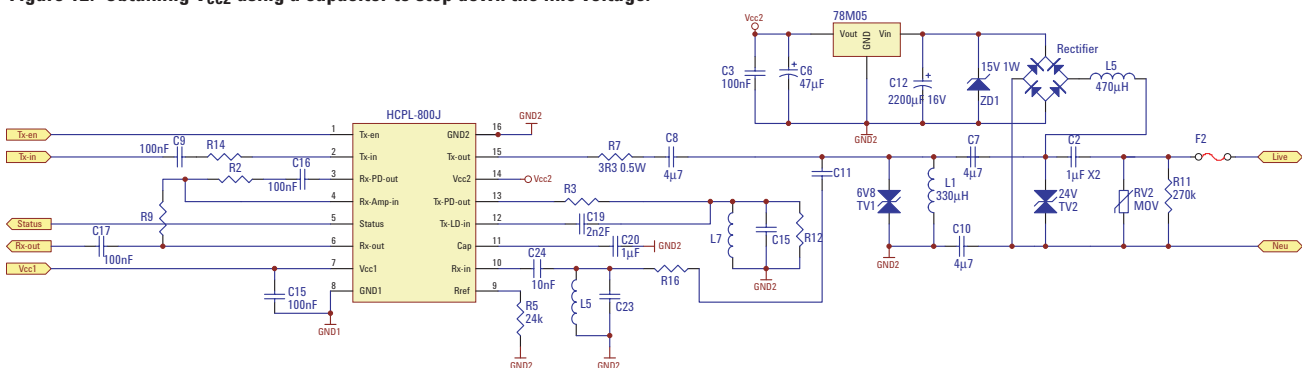 Figure 12. Obtaining VCC2 using a capacitor to step down the line voltage.
Vcc2
78M05
Vout
Vin
GND
C3
100nF
C6
47µF
+
C12
+
2200µF 16V
15V 1W
ZD1
Rectifier
L5
470µH
GND2
Tx-en
Tx-in
Status
Rx-out
Vcc1
100nF
C9
R14
R2
C16
100nF
R9
C17
100nF
C15
100nF
GND1
HCPL-800J
1 Tx-en
2 Tx-in
3 Rx-PD-out
4 Rx-Amp-in
5 Status
6 Rx-out
7 Vcc1
8 GND1
GND2 16
Tx-out 15
Vcc2 14
Tx-PD-out 13
Tx-LD-in 12
Cap 11
Rx-in 10
Rref 9
GND2
R7
3R3 0.5W
C8
4µ7
Vcc2
R3
C19
2n2F
C20
1µF
GND2
C24
10nF
R5
24k
GND2
L5
C23
GND2
R16
L7
C15
R12
GND2
C11
6V8
TV1
GND2
L1
330µH
C7
4µ7
C10
4µ7
C2
1µF X2
24V
TV2
RV2
MOV
R11
270k
F2
Live
Neu